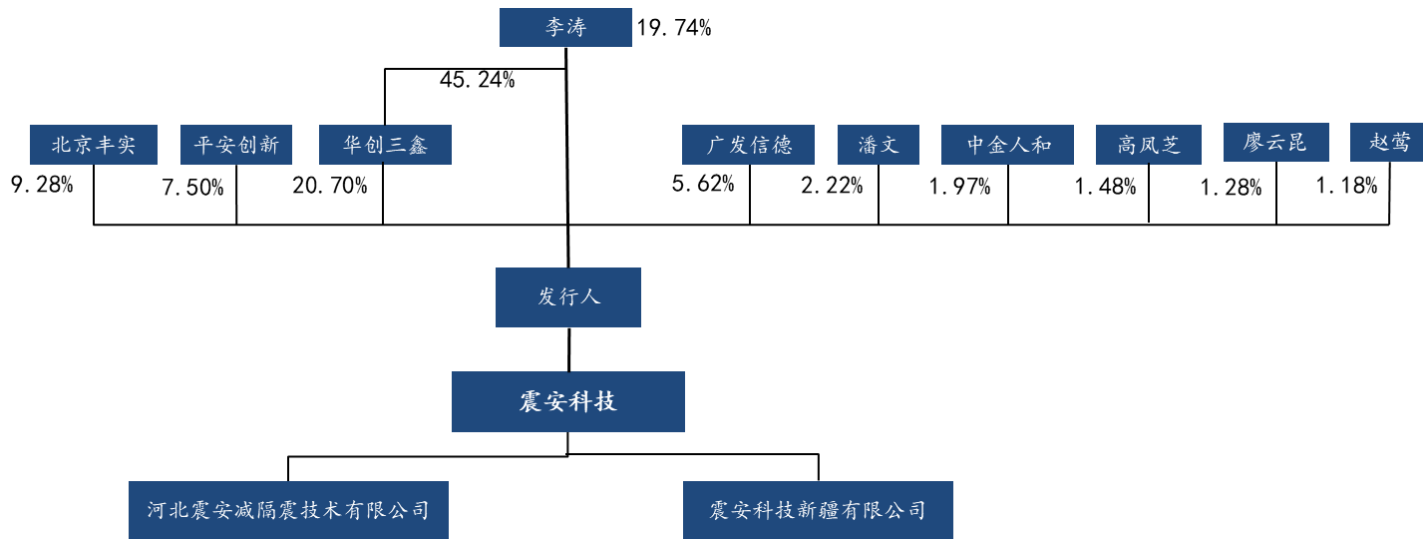 李涛 19.74%
45.24%
北京丰实 平安创新 华创三鑫 广发信德 潘文 中金人和 高凤芝 廖云昆 赵莺
9.28% 7.50% 20.70% 5.62% 2.22% 1.97% 1.48% 1.28% 1.18%
发行人
震安科技
河北震安减隔震技术有限公司 震安科技新疆有限公司